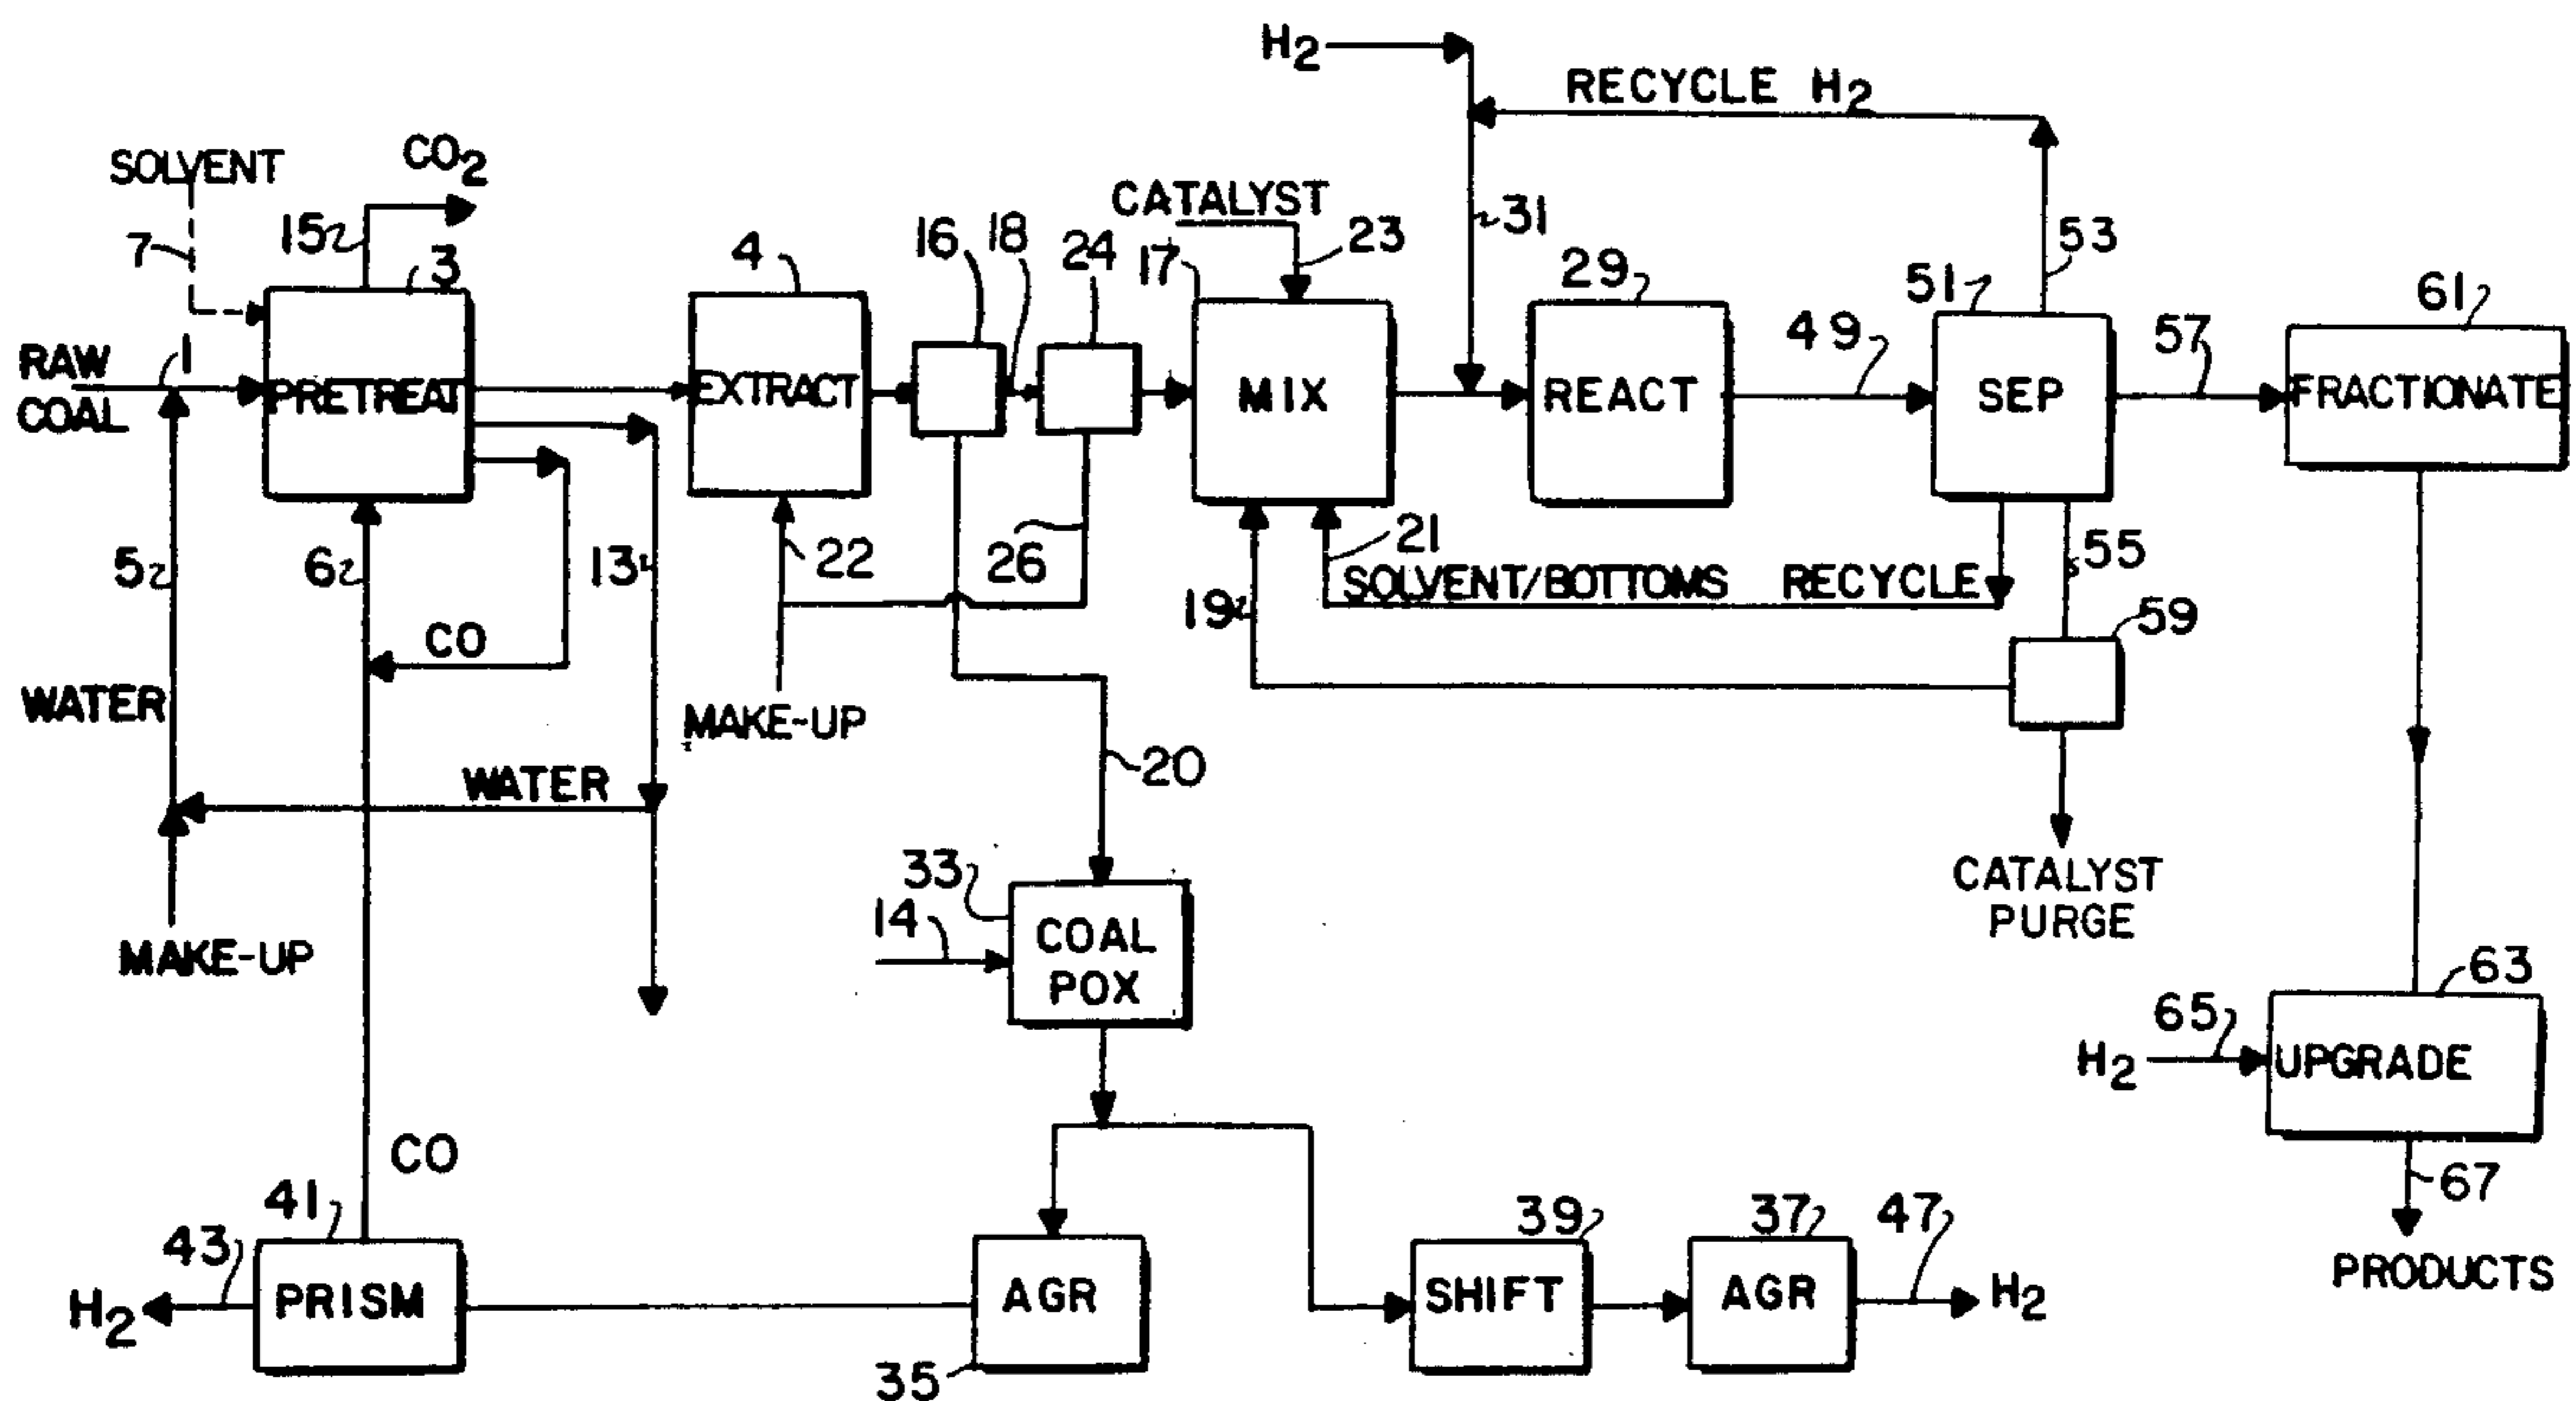 H2
RECYCLE H2
SOLVENT
CO2
CATALYST
7
15
3
4
16
18
24
17
23
31
29
49
51
53
57
61
RAW
COAL
1
PRETREAT
EXTRACT
MIX
REACT
SEP
FRACTIONATE
5
6
13
22
26
19
21
SOLVENT/BOTTOMS RECYCLE
55
59
CO
WATER
MAKE-UP
20
WATER
MAKE-UP
CATALYST
PURGE
33
14
COAL
POX
63
65
H2
UPGRADE
67
PRODUCTS
CO
41
43
H2
PRISM
AGR
35
39
SHIFT
37
AGR
47
H2